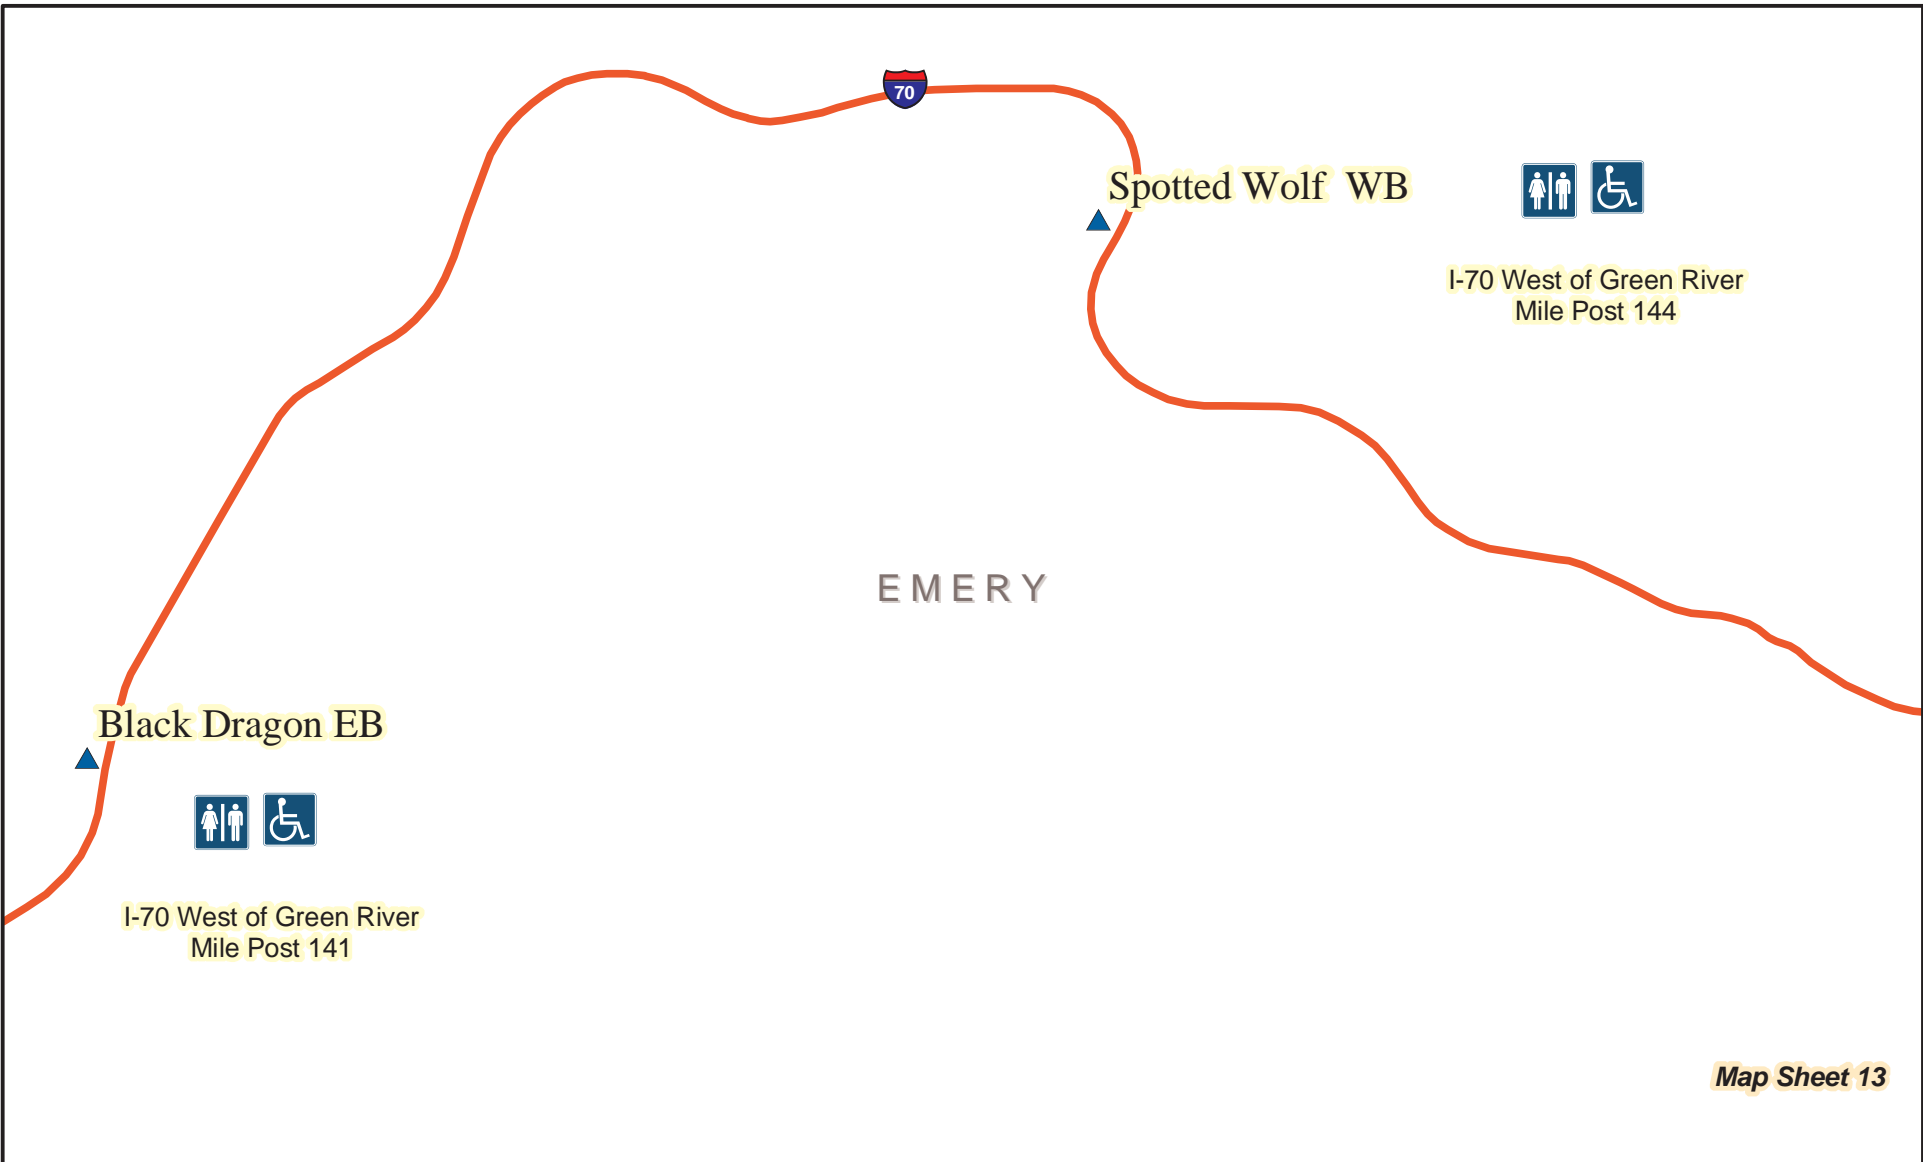 70
Spotted Wolf  WB
I-70 West of Green River
Mile Post 144
EMERY
Black Dragon EB
I-70 West of Green River
Mile Post 141
Map Sheet 13